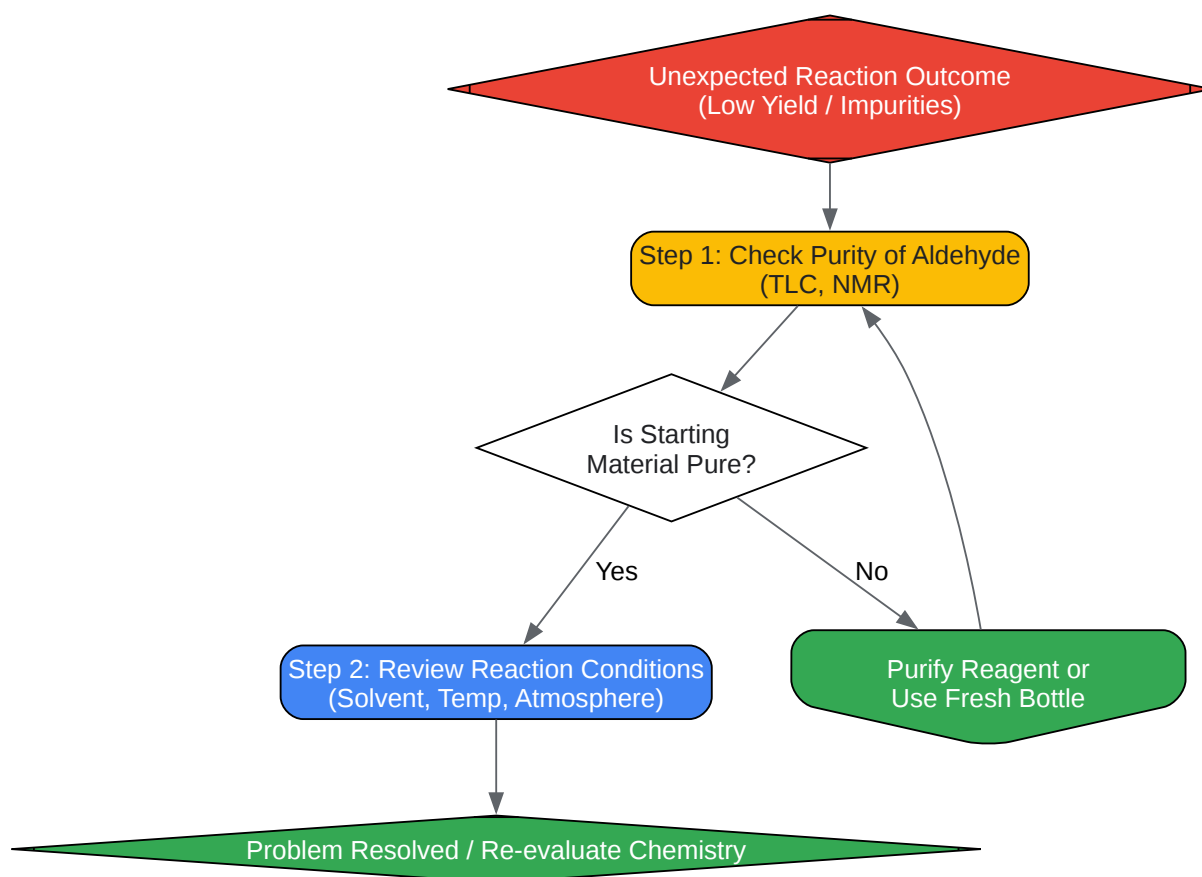 Unexpected Reaction Outcome
(Low Yield / Impurities)
Step 1: Check Purity of Aldehyde
(TLC, NMR)
Is Starting
Material Pure?
Yes
No
Step 2: Review Reaction Conditions
(Solvent, Temp, Atmosphere)
Purify Reagent or
Use Fresh Bottle
Problem Resolved / Re-evaluate Chemistry